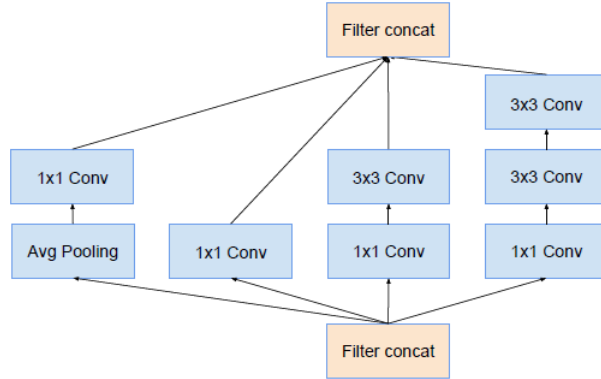 Filter concat
3x3 Conv
1x1 Conv
3x3 Conv
3x3 Conv
Avg Pooling
1x1 Conv
1x1 Conv
1x1 Conv
Filter concat